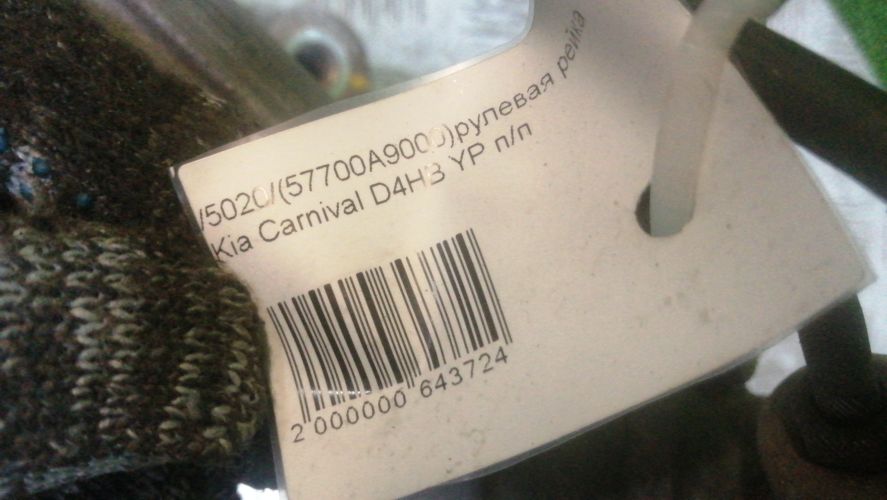 /5020/(57700A9000)рулевая рейка
Kia Carnival D4HB YP п/п
2 000000 643724